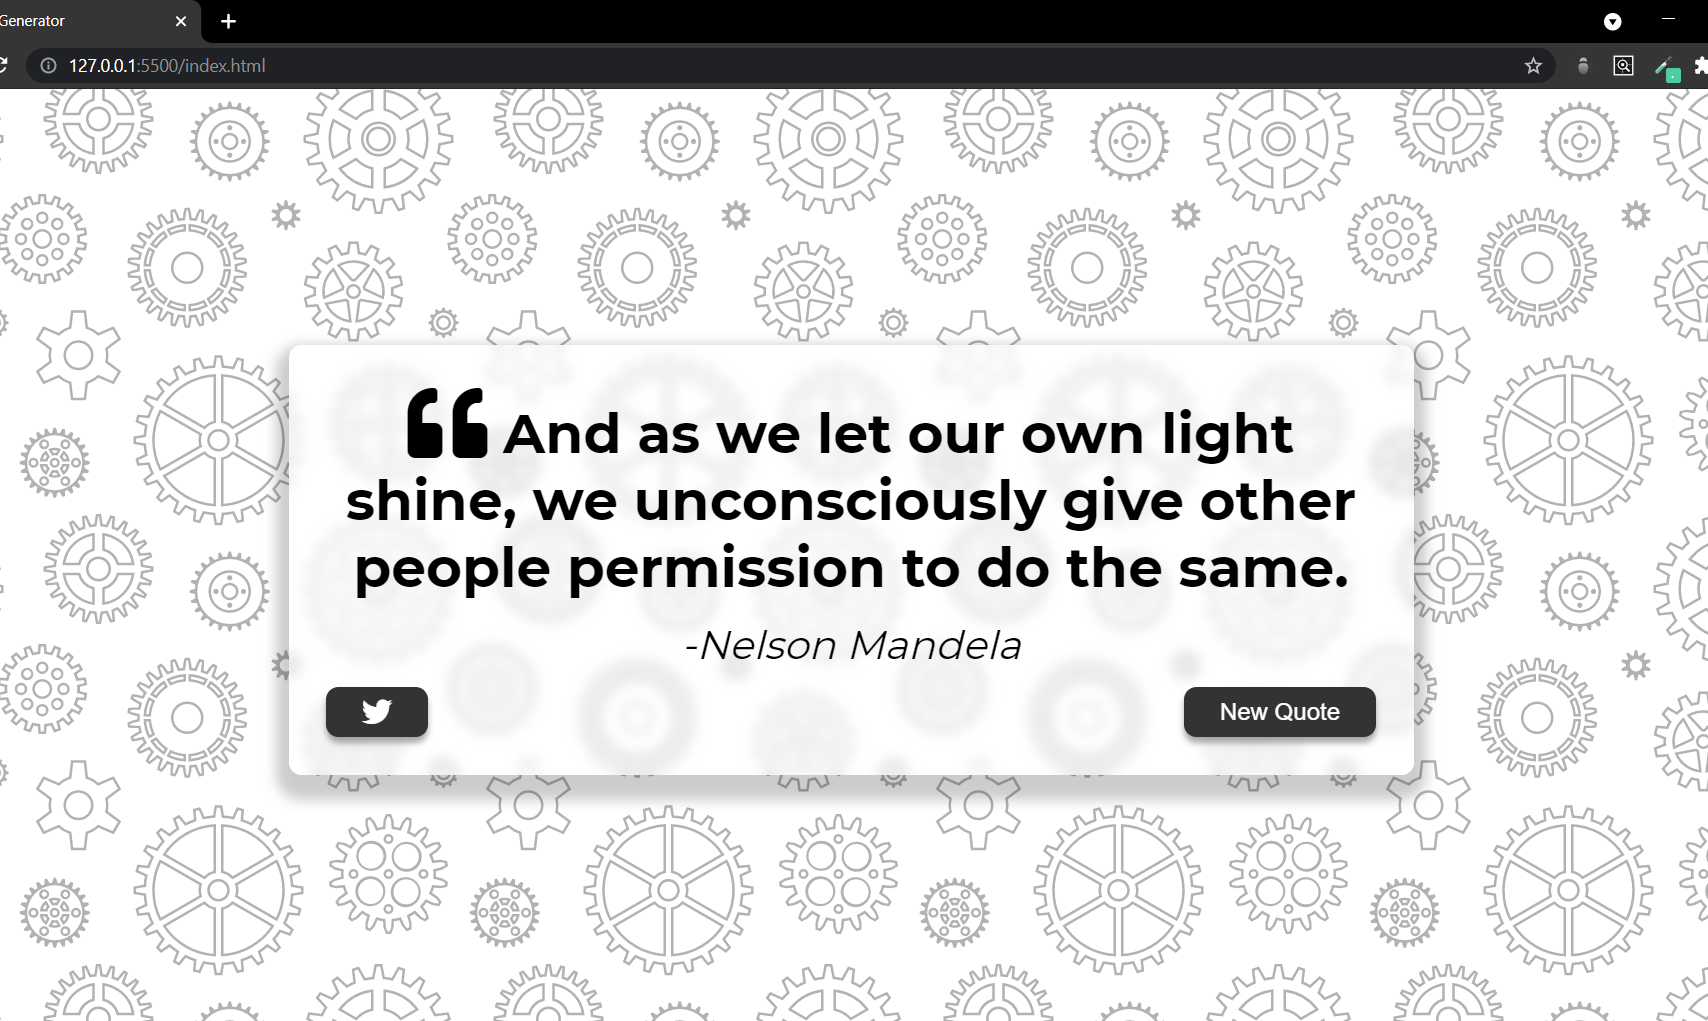 Generator
127.0.0.1:5500/index.html
“ And as we let our own light
shine, we unconsciously give other
people permission to do the same.
-Nelson Mandela
New Quote